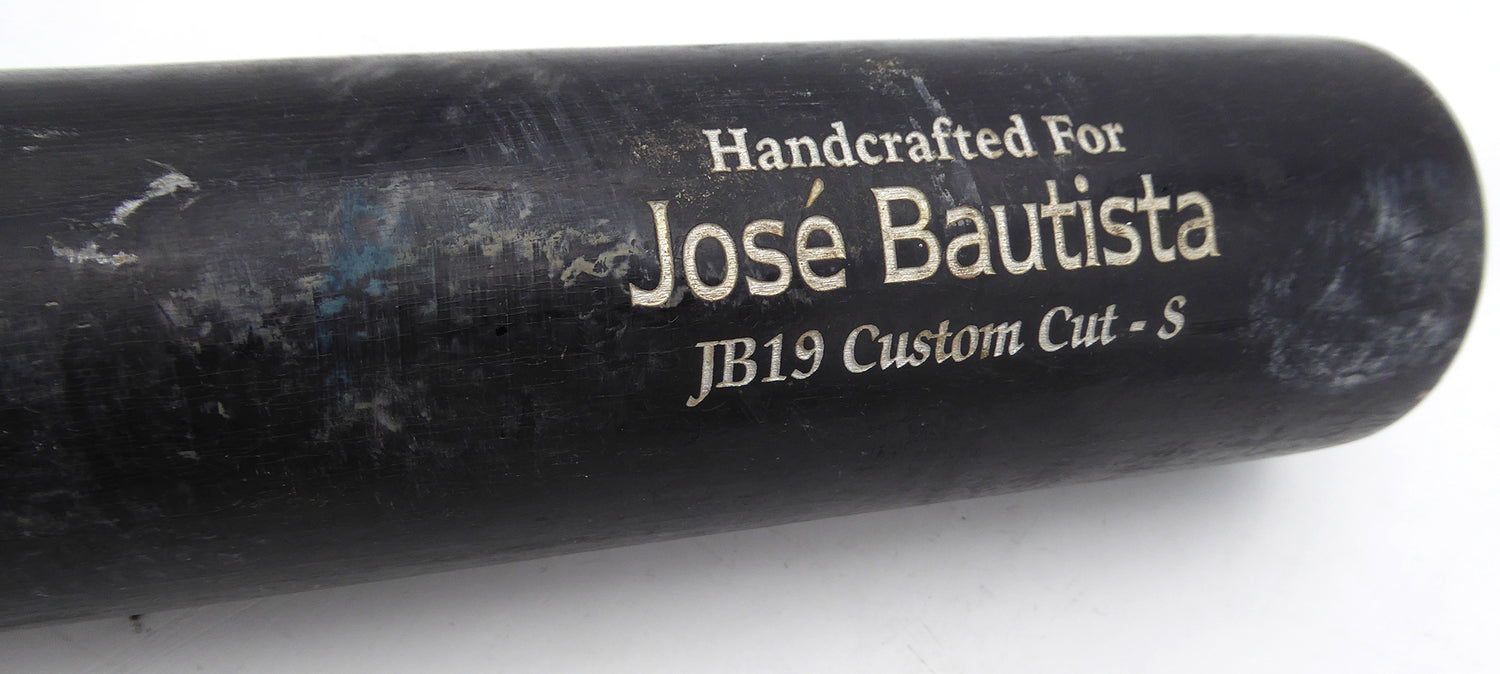 Handcrafted For
José Bautista
JB19 Custom Cut - S